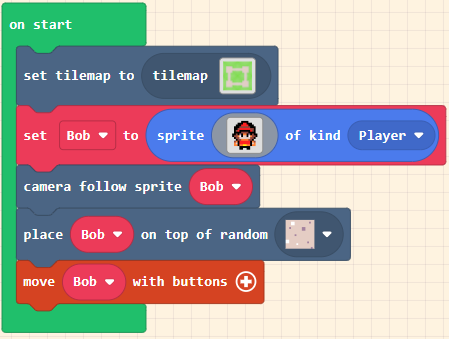 on start
set tilemap to tilemap
set Bob to sprite of kind Player
camera follow sprite Bob
place Bob on top of random
move Bob with buttons